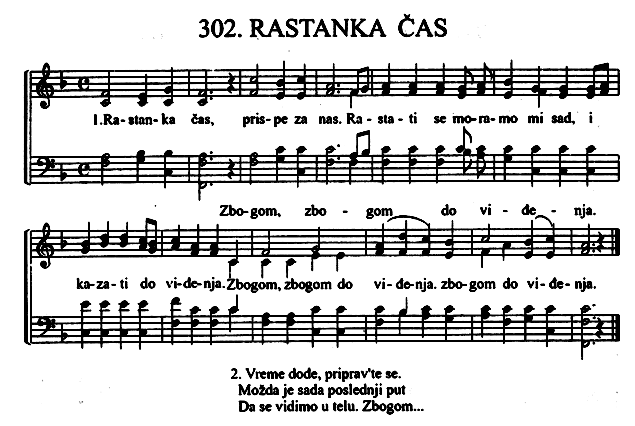 302. RASTANKA ČAS
1.Ra-stan-ka čas, pris-pe za nas. Ra-sta-ti se mo-ra-mo mi sad, i
Zbo-gom, zbo-gom do vi-đe-nja.
ka-za-ti do vi-đe-nja. Zbogom, zbogom do vi-đenja. zbo-gom do vi-đe-nja.
2. Vreme dođe, priprav'te se.
Možda je sada poslednji put
Da se vidimo u telu. Zbogom...